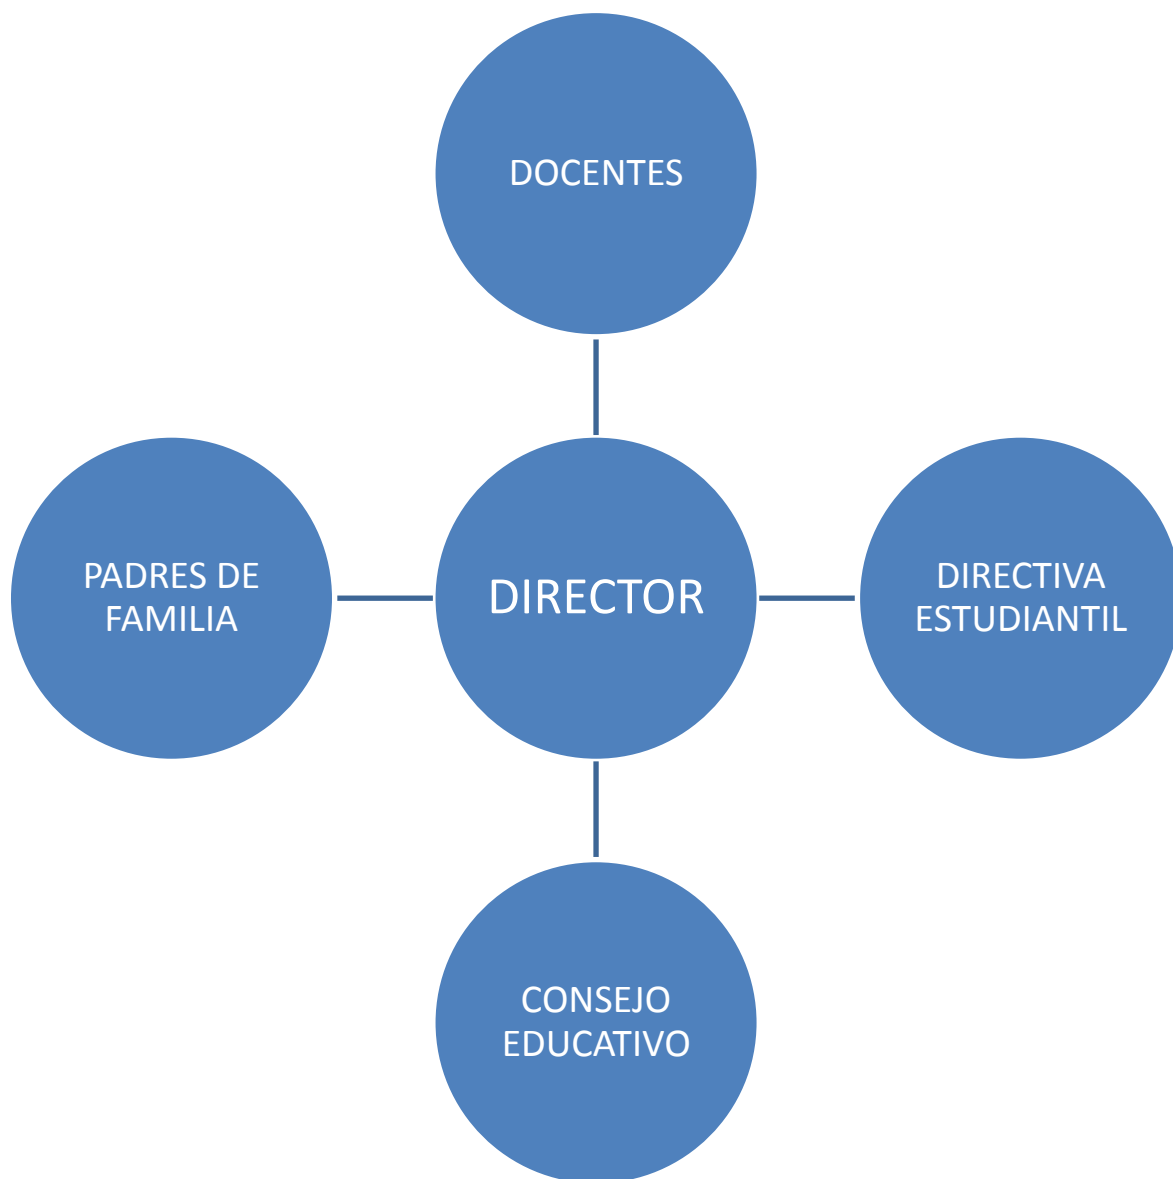 DOCENTES
PADRES DE
FAMILIA
DIRECTOR
DIRECTIVA
ESTUDIANTIL
CONSEJO
EDUCATIVO